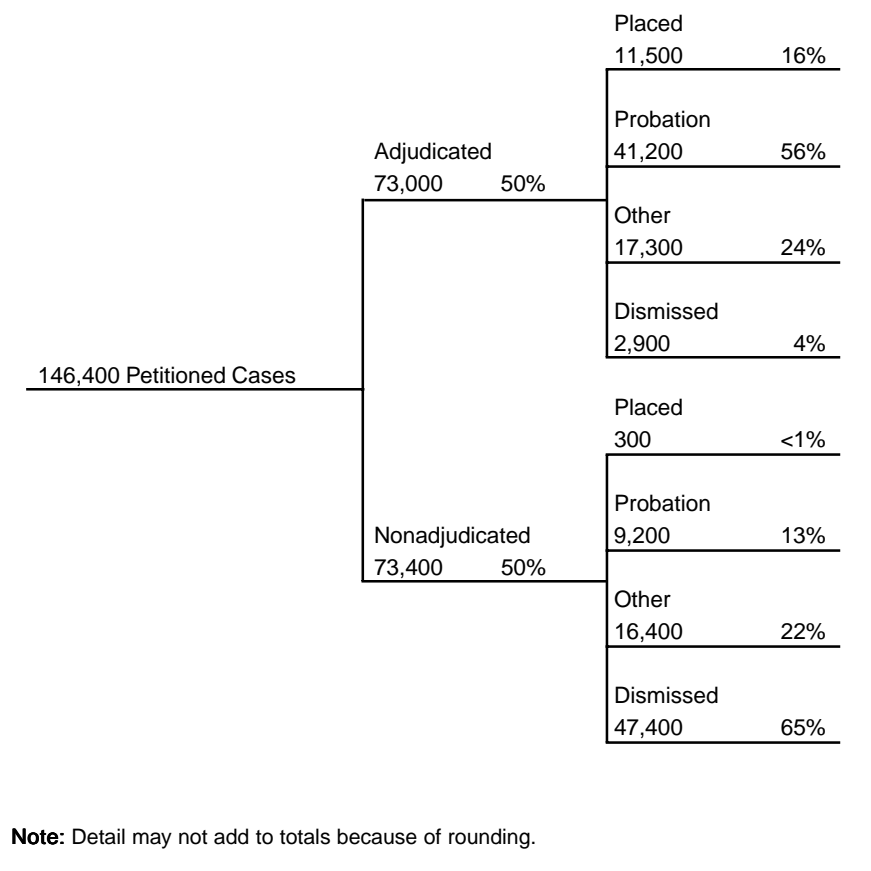 Placed
11,500 16%
Probation
41,200 56%
Adjudicated
73,000 50%
Other
17,300 24%
Dismissed
2,900 4%
146,400 Petitioned Cases
Placed
300 <1%
Probation
9,200 13%
Nonadjudicated
73,400 50%
Other
16,400 22%
Dismissed
47,400 65%
Note: Detail may not add to totals because of rounding.